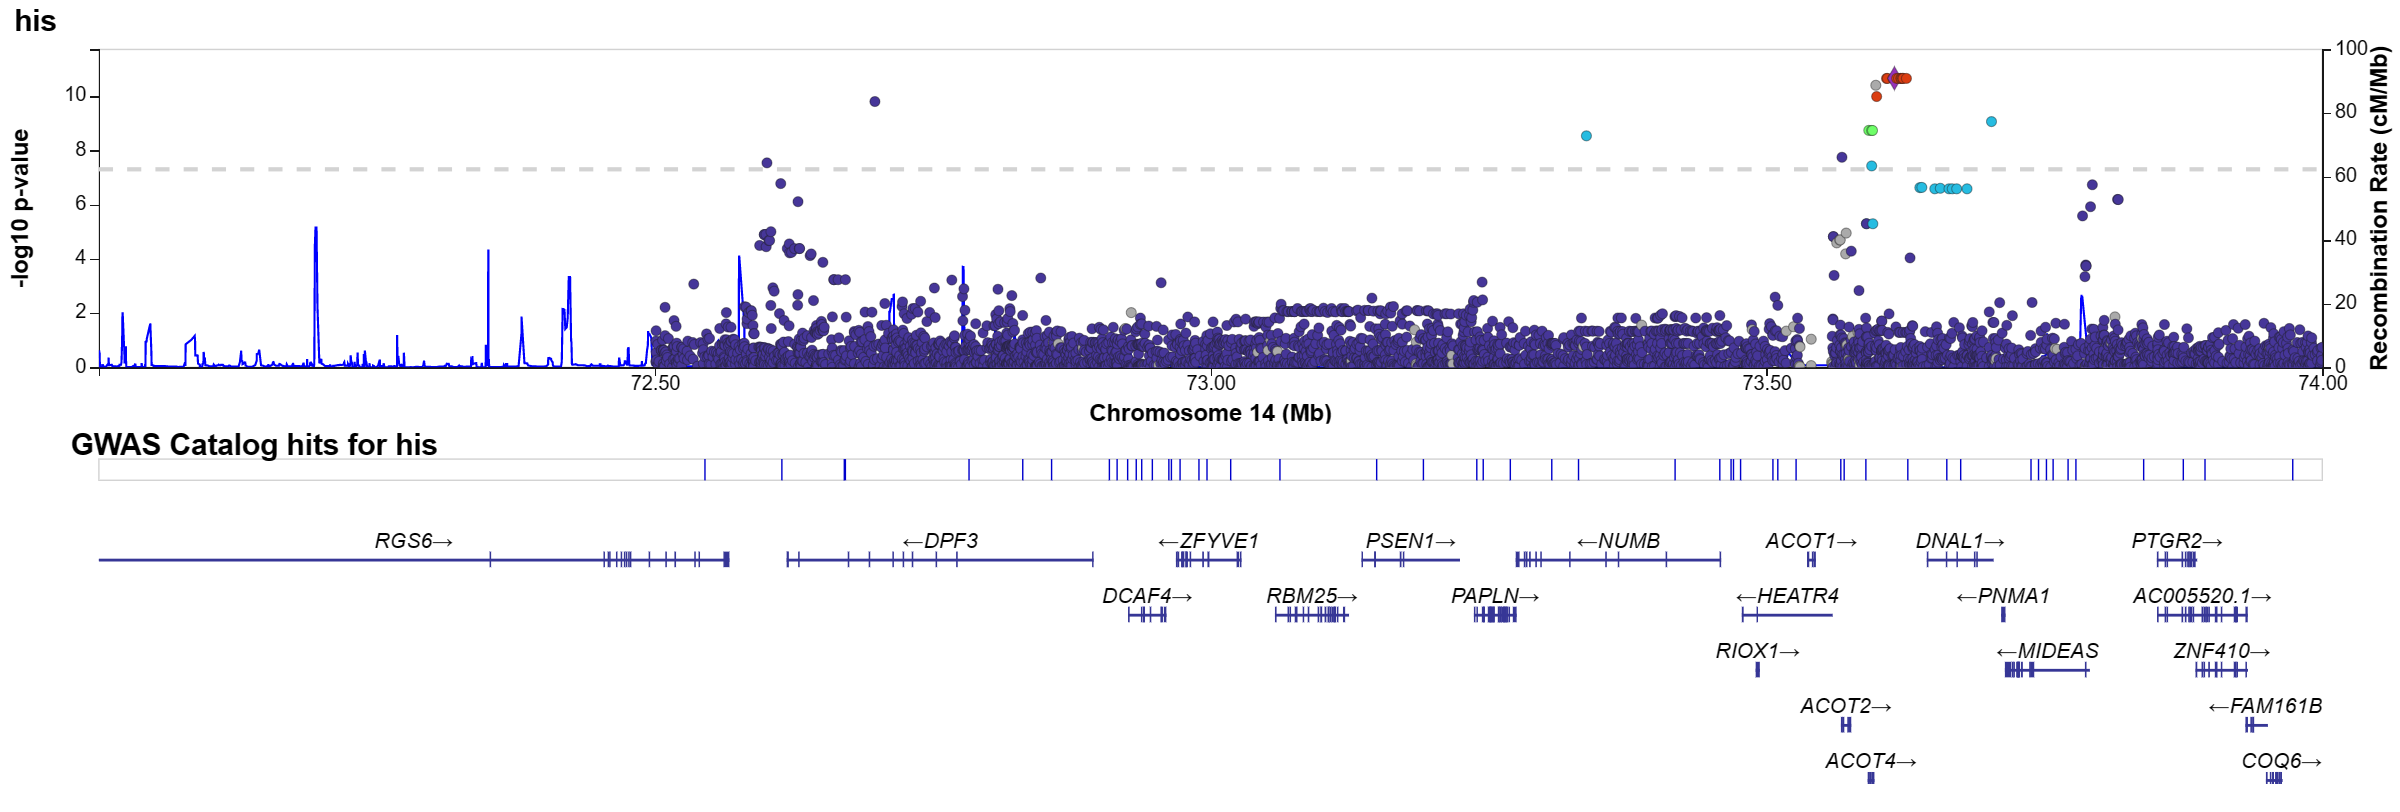 his
10
8
6
4
2
0
-log10 p-value
100
80
60
40
20
0
Recombination Rate (cM/Mb)
72.50
73.00
73.50
74.00
Chromosome 14 (Mb)
GWAS Catalog hits for his
RGS6→
←DPF3
←ZFYVE1
PSEN1→
←NUMB
ACOT1→
DNAL1→
PTGR2→
DCAF4→
RBM25→
PAPLN→
←HEATR4
←PNMA1
AC005520.1→
RIOX1→
←MIDEAS
ZNF410→
ACOT2→
←FAM161B
ACOT4→
COQ6→